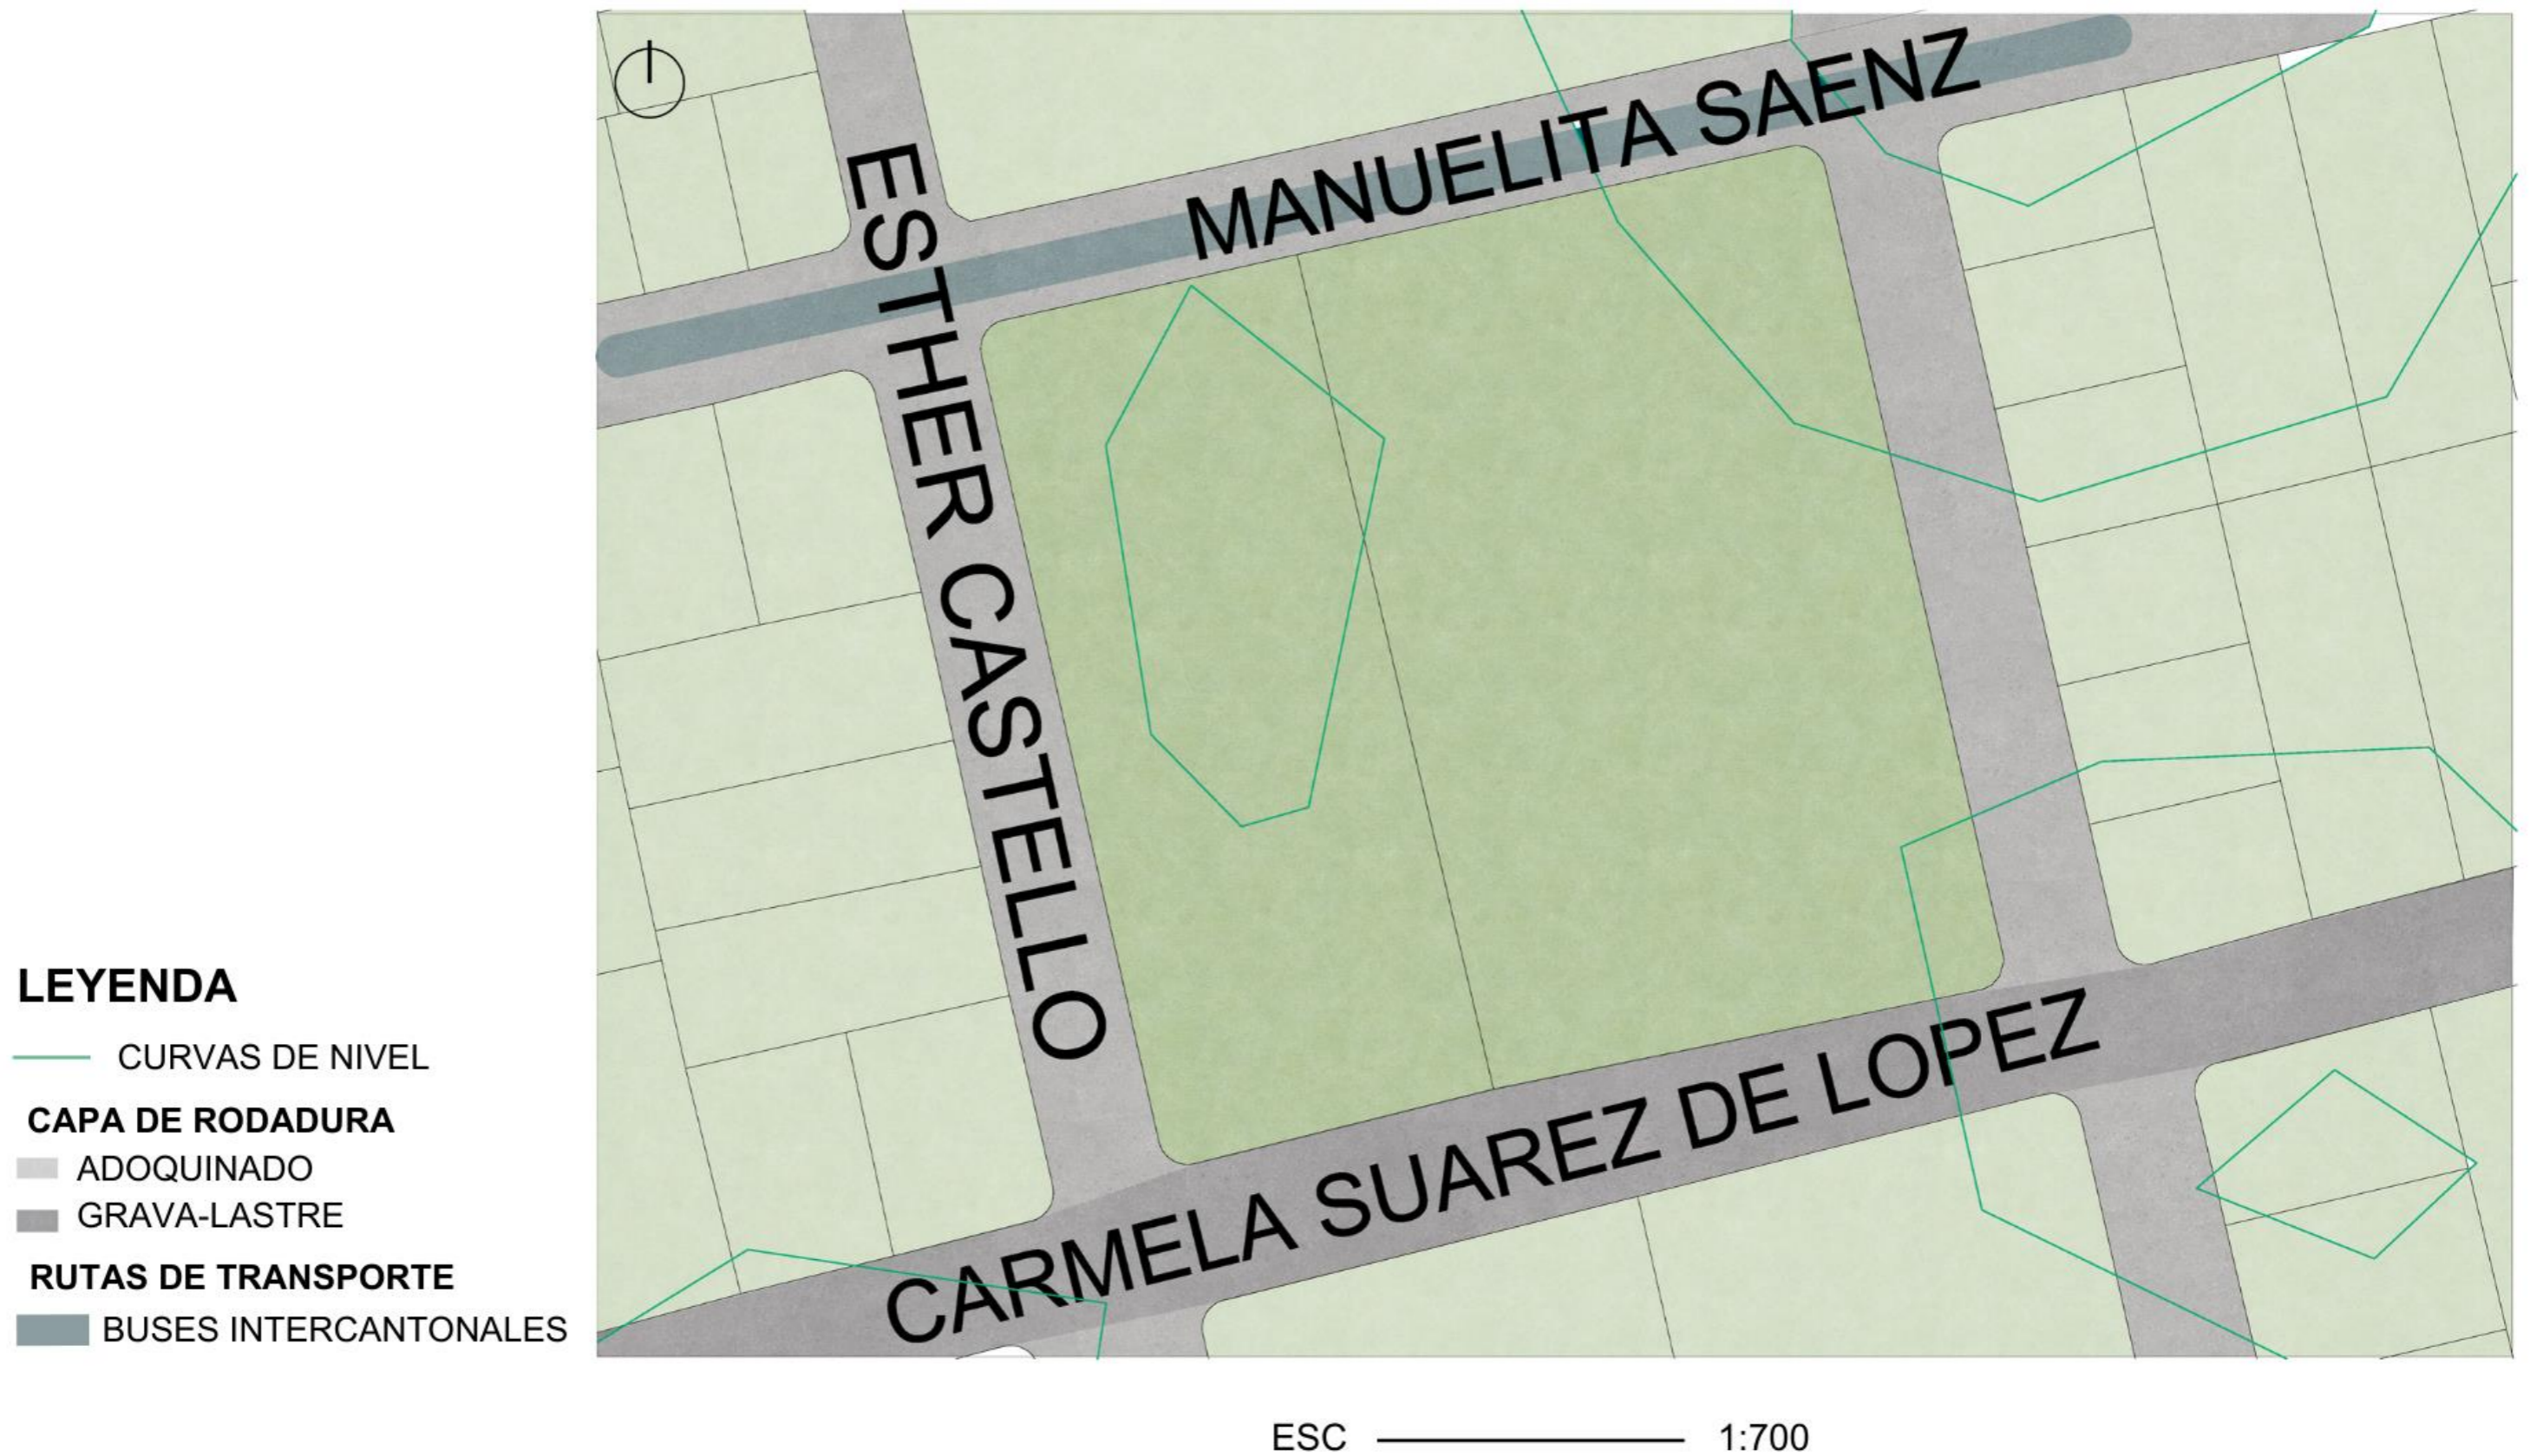 MANUELITA SAENZ
ESTHER CASTELLO
CARMELA SUAREZ DE LOPEZ
LEYENDA
CURVAS DE NIVEL
CAPA DE RODADURA
ADOQUINADO
GRAVA-LASTRE
RUTAS DE TRANSPORTE
BUSES INTERCANTONALES
ESC 1:700